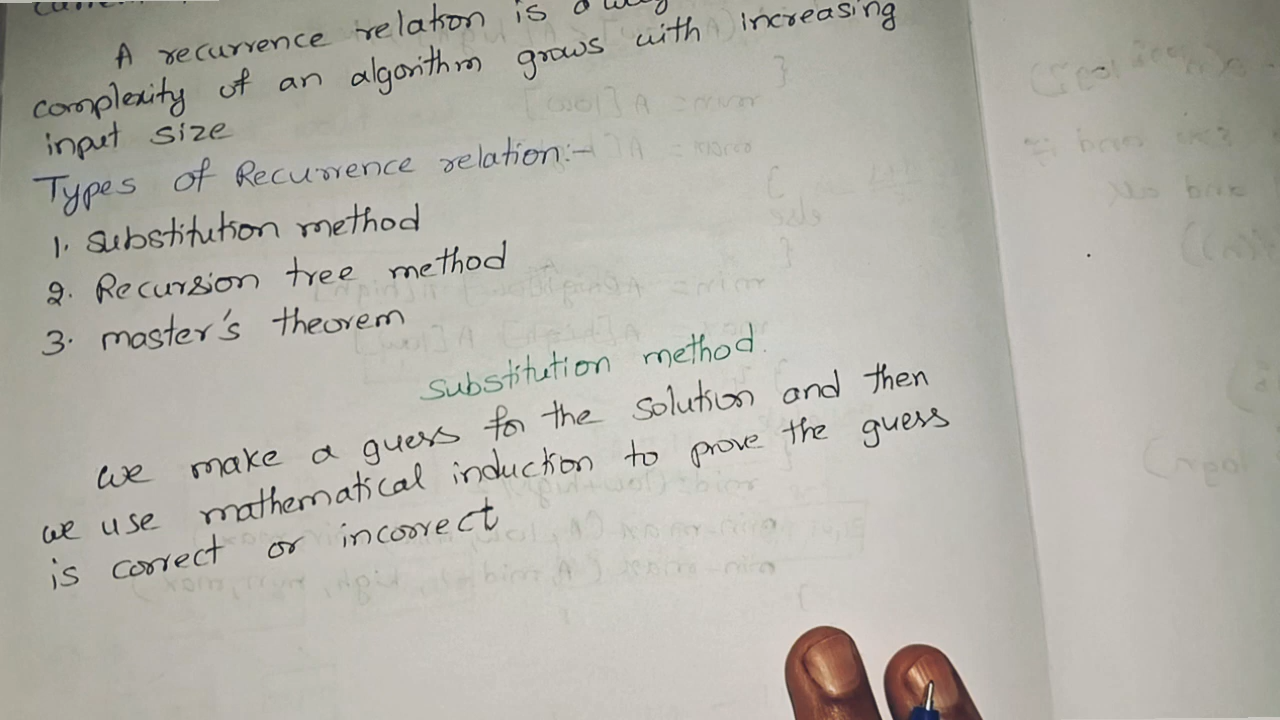 A recurrence relation is a
complexity of an algorithm grows with increasing
input size
Types of Recurrence relation:-
1. substitution method
2. Recursion tree method
3. master's theorem
substitution method.
we make a guess for the solution and then
we use mathematical induction to prove the guess
is correct or incorrect